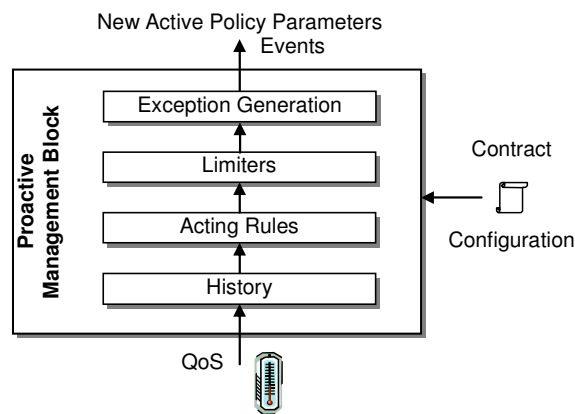 New Active Policy Parameters
Events
Proactive
Management Block
Exception Generation
Limiters
Acting Rules
History
Contract
Configuration
QoS